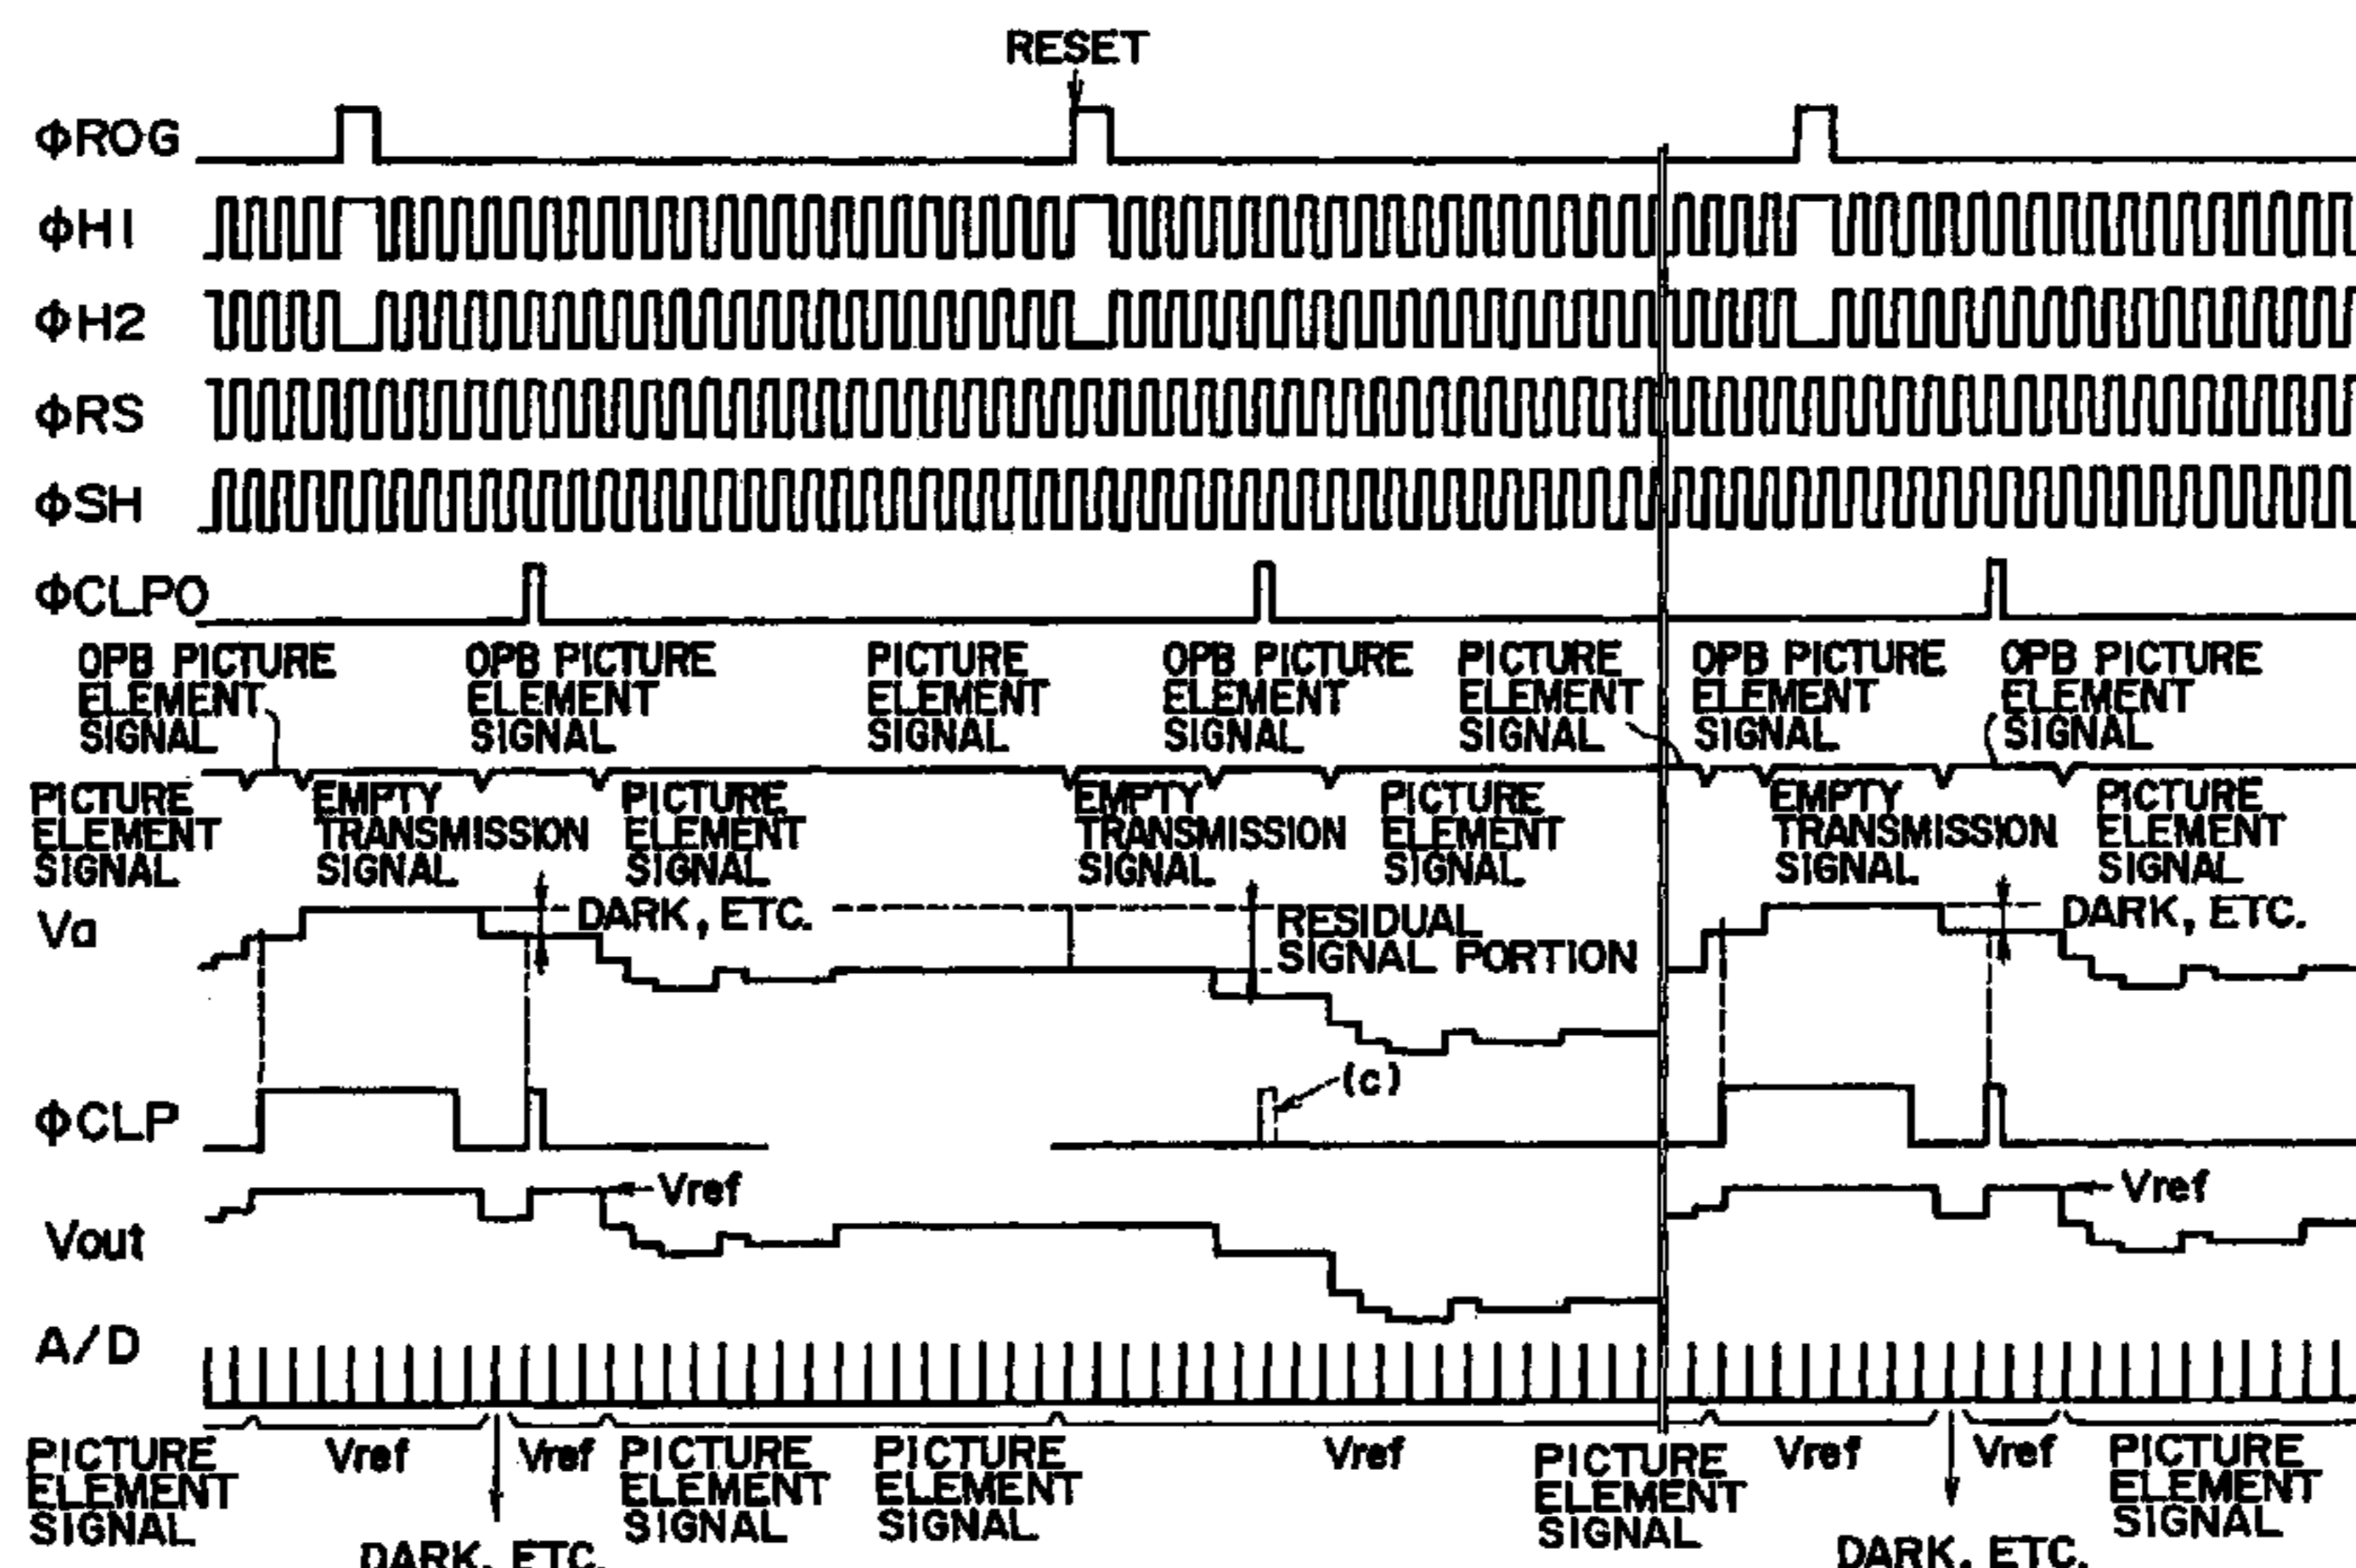 RESET
ΦROG
ΦH1
ΦH2
ΦRS
ΦSH
ΦCLPO
OPB PICTURE
ELEMENT
SIGNAL
OPB PICTURE
ELEMENT
SIGNAL
PICTURE
ELEMENT
SIGNAL
OPB PICTURE
ELEMENT
SIGNAL
PICTURE
ELEMENT
SIGNAL
OPB PICTURE
ELEMENT
SIGNAL
OPB PICTURE
ELEMENT
SIGNAL
PICTURE
ELEMENT
SIGNAL
EMPTY
TRANSMISSION
SIGNAL
PICTURE
ELEMENT
SIGNAL
EMPTY
TRANSMISSION
SIGNAL
PICTURE
ELEMENT
SIGNAL
EMPTY
TRANSMISSION
SIGNAL
PICTURE
ELEMENT
SIGNAL
Va
DARK, ETC.
RESIDUAL
SIGNAL PORTION
DARK, ETC.
(c)
ΦCLP
Vref
Vref
Vout
A/D
PICTURE
ELEMENT
SIGNAL
Vref
Vref
PICTURE
ELEMENT
SIGNAL
PICTURE
ELEMENT
SIGNAL
Vref
PICTURE
ELEMENT
SIGNAL
Vref
Vref
PICTURE
ELEMENT
SIGNAL
DARK, ETC.
DARK, ETC.